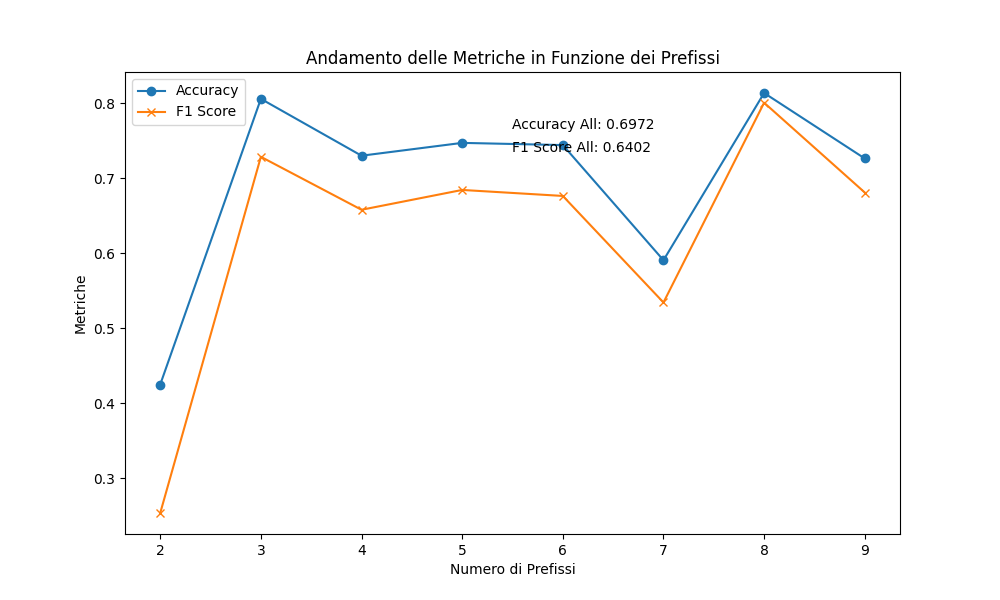 Andamento delle Metriche in Funzione dei Prefissi
Accuracy
F1 Score
Accuracy All: 0.6972
F1 Score All: 0.6402
Metriche
0.8
0.7
0.6
0.5
0.4
0.3
2 3 4 5 6 7 8 9
Numero di Prefissi